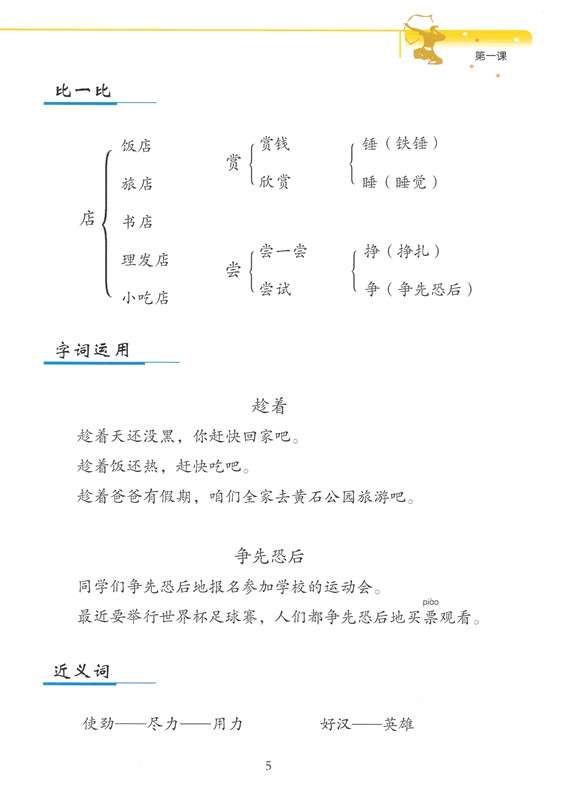 第一课
比一比
店
饭店
旅店
书店
理发店
小吃店
赏
赏钱
欣赏
锤（铁锤）
睡（睡觉）
尝
尝一尝
尝试
挣（挣扎）
争（争先恐后）
字词运用
趁着
趁着天还没黑，你赶快回家吧。
趁着饭还热，赶快吃吧。
趁着爸爸有假期，咱们全家去黄石公园旅游吧。
争先恐后
同学们争先恐后地报名参加学校的运动会。
piào
最近要举行世界杯足球赛，人们都争先恐后地买票观看。
近义词
使劲——尽力——用力
好汉——英雄
5